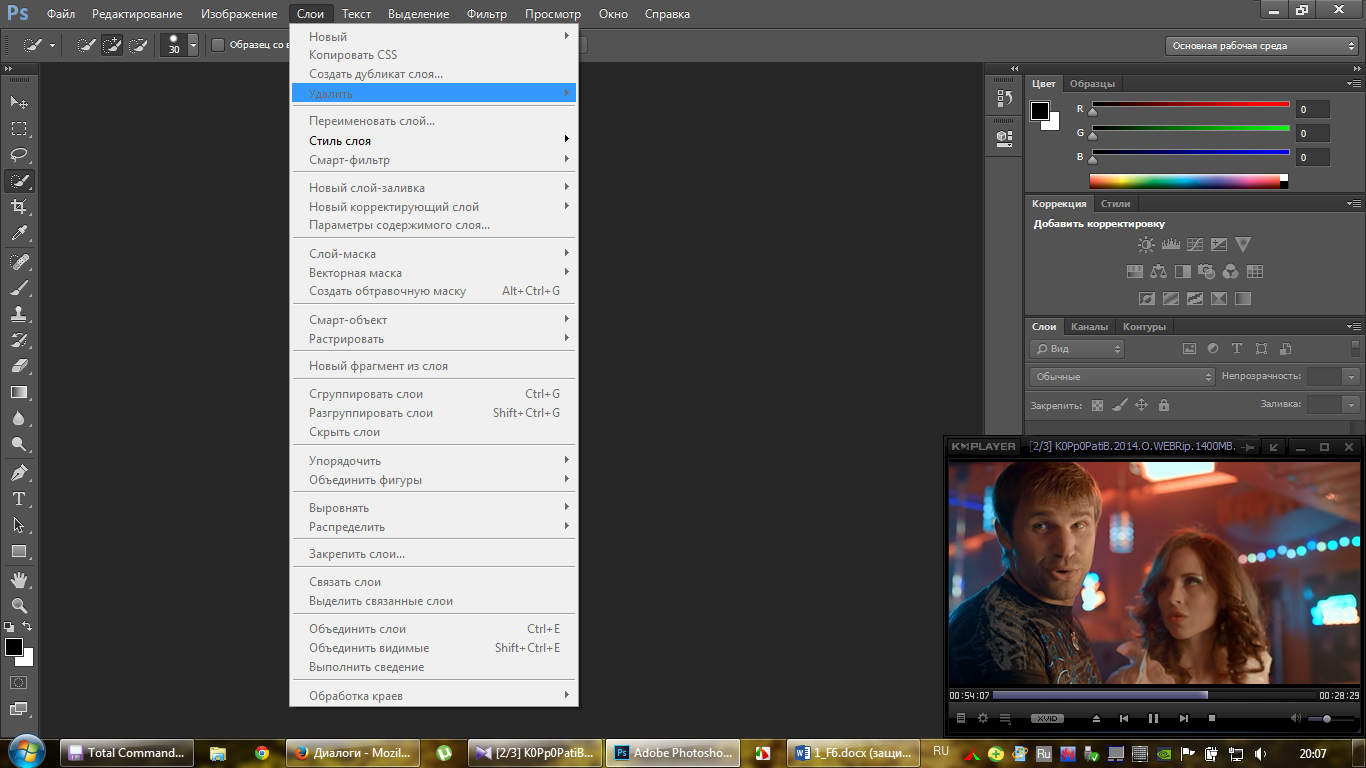 Ps Файл Редактирование Изображение Слои Текст Выделение Фильтр Просмотр Окно Справка
30 Образец со в
Основная рабочая среда
Новый
Копировать CSS
Создать дубликат слоя...
Удалить
Переименовать слой...
Стиль слоя
Смарт-фильтр
Новый слой-заливка
Новый корректирующий слой
Параметры содержимого слоя...
Слой-маска
Векторная маска
Создать обтравочную маску Alt+Ctrl+G
Смарт-объект
Растрировать
Новый фрагмент из слоя
Сгруппировать слои Ctrl+G
Разгруппировать слои Shift+Ctrl+G
Скрыть слои
Упорядочить
Объединить фигуры
Выровнять
Распределить
Закрепить слои...
Связать слои
Выделить связанные слои
Объединить слои Ctrl+E
Объединить видимые Shift+Ctrl+E
Выполнить сведение
Обработка краев
Цвет Образцы
R 0
G 0
B 0
Коррекция Стили
Добавить корректировку
Слои Каналы Контуры
Вид
Обычные Непрозрачность:
Закрепить: Заливка:
K▸MPLAYER [2/3] K0Pp0PatiB.2014.O.WEBRip.1400MB.
00:54:07 00:28:29
XVID
Total Command... Диалоги - Mozil... [2/3] K0Pp0PatiB... Ps Adobe Photosho... 1_F6.docx (защи... RU Ru 20:07